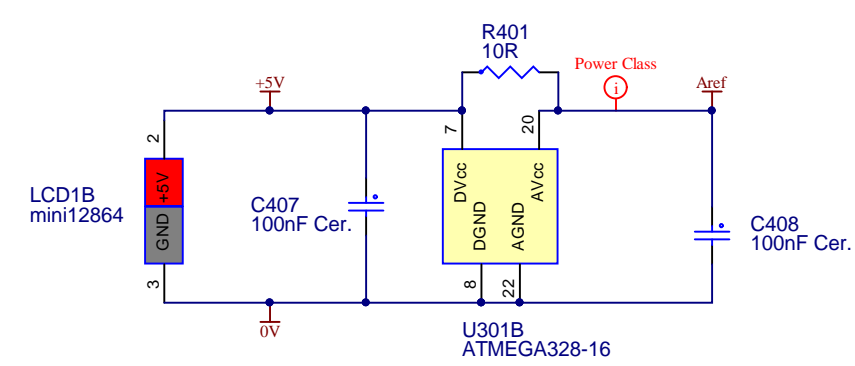 R401
10R
Power Class
i
+5V
Aref
2
7
20
LCD1B
mini12864
+5V
GND
C407
100nF Cer.
DVcc
AVcc
DGND
AGND
C408
100nF Cer.
3
8
22
0V
U301B
ATMEGA328-16